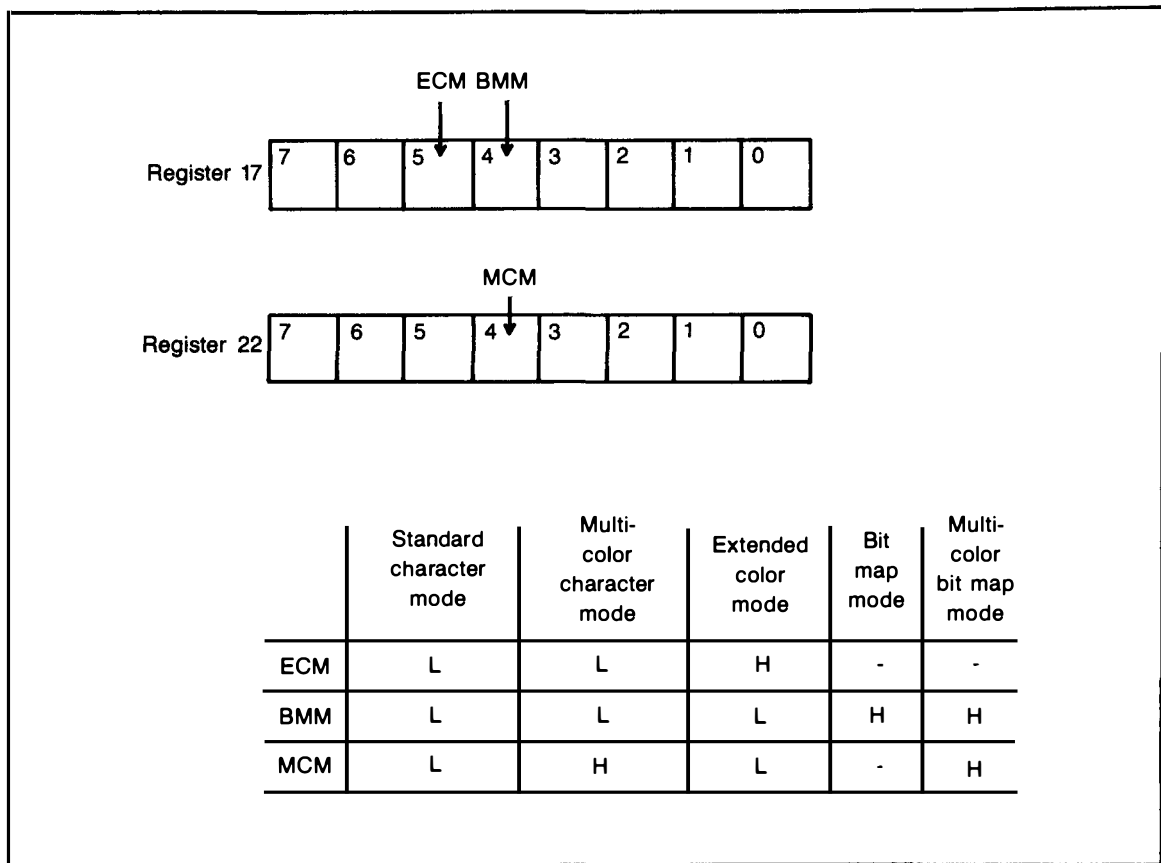 ECM BMM
Register 17 7 6 5 4 3 2 1 0
MCM
Register 22 7 6 5 4 3 2 1 0
Standard character mode Multi-color character mode Extended color mode Bit map mode Multi-color bit map mode
ECM L L H - -
BMM L L L H H
MCM L H L - H